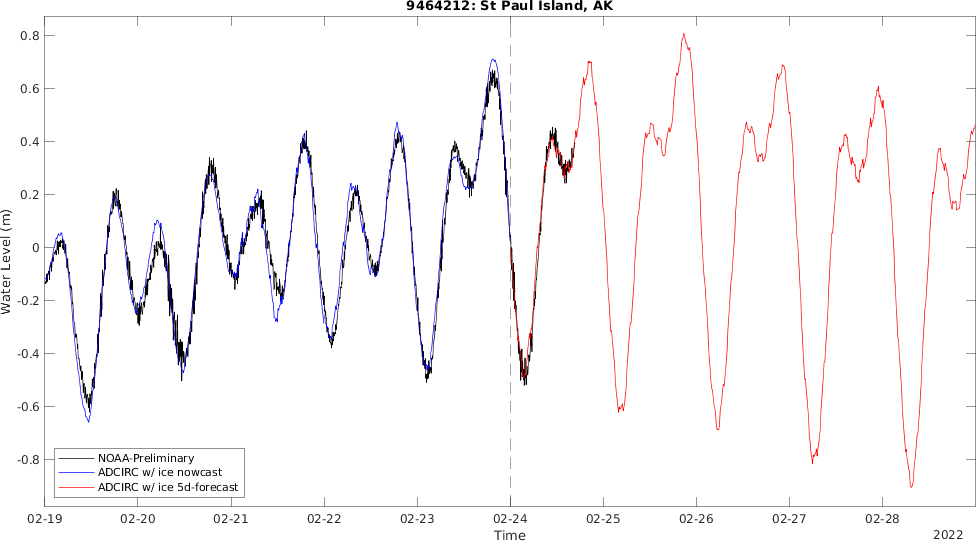 9464212: St Paul Island, AK
0.8
0.6
0.4
0.2
0
-0.2
-0.4
-0.6
-0.8
Water Level (m)
NOAA-Preliminary
ADCIRC w/ ice nowcast
ADCIRC w/ ice 5d-forecast
02-19 02-20 02-21 02-22 02-23 02-24 02-25 02-26 02-27 02-28
Time
2022